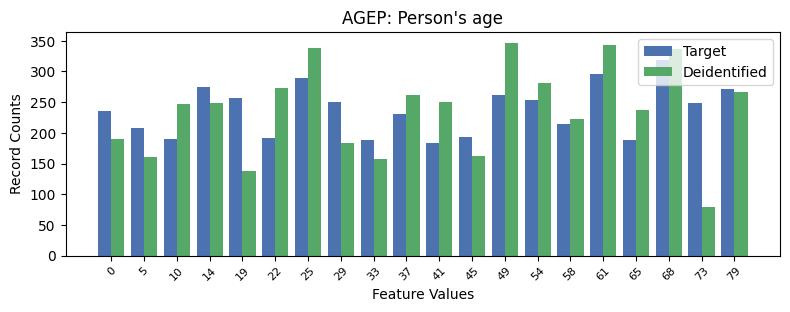 AGEP: Person's age
Target
Deidentified
Record Counts
350
300
250
200
150
100
50
0
0 5 10 14 19 22 25 29 33 37 41 45 49 54 58 61 65 68 73 79
Feature Values